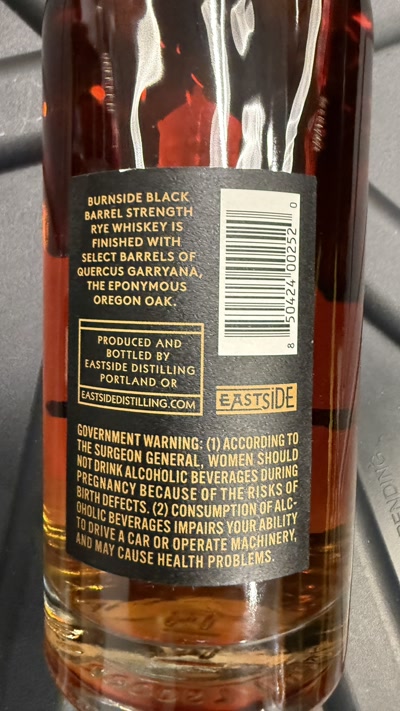 BURNSIDE BLACK
BARREL STRENGTH
RYE WHISKEY IS
FINISHED WITH
SELECT BARRELS OF
QUERCUS GARRYANA,
THE EPONYMOUS
OREGON OAK.
8 50424 00252 0
PRODUCED AND
BOTTLED BY
EASTSIDE DISTILLING
PORTLAND, OR
EASTSIDEDISTILLING.COM
EASTSiDE
GOVERNMENT WARNING: (1) ACCORDING TO
THE SURGEON GENERAL, WOMEN SHOULD
NOT DRINK ALCOHOLIC BEVERAGES DURING
PREGNANCY BECAUSE OF THE RISKS OF
BIRTH DEFECTS. (2) CONSUMPTION OF ALC-
OHOLIC BEVERAGES IMPAIRS YOUR ABILITY
TO DRIVE A CAR OR OPERATE MACHINERY,
AND MAY CAUSE HEALTH PROBLEMS.